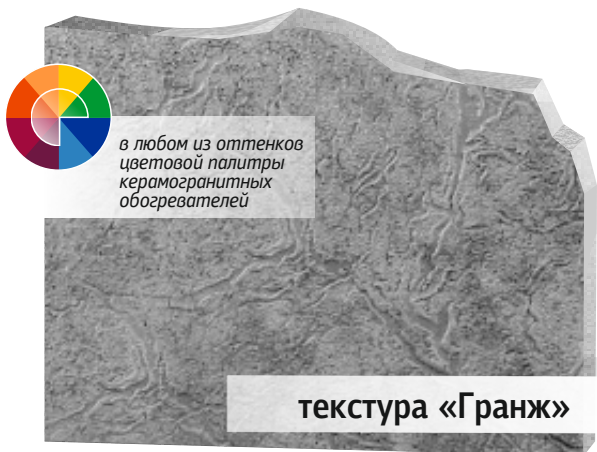 в любом из оттенков
цветовой палитры
керамогранитных
обогревателей
текстура «Гранж»